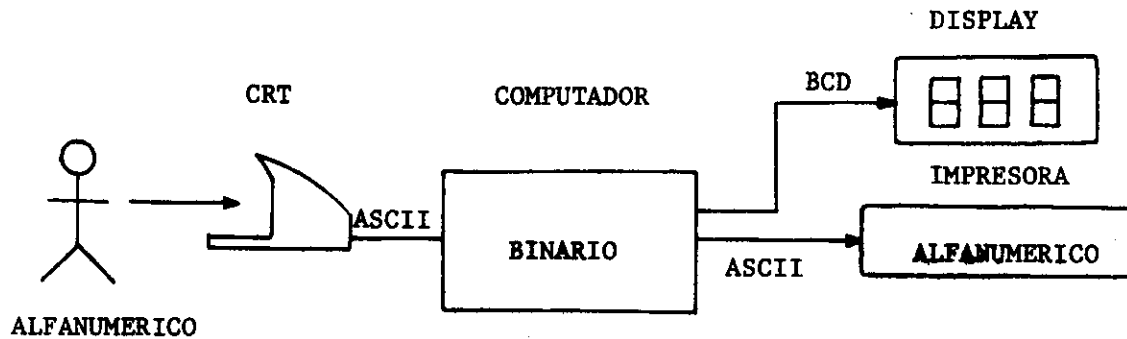 DISPLAY
CRT
COMPUTADOR
BCD
IMPRESORA
ASCII
BINARIO
ASCII
ALFANUMERICO
ALFANUMERICO